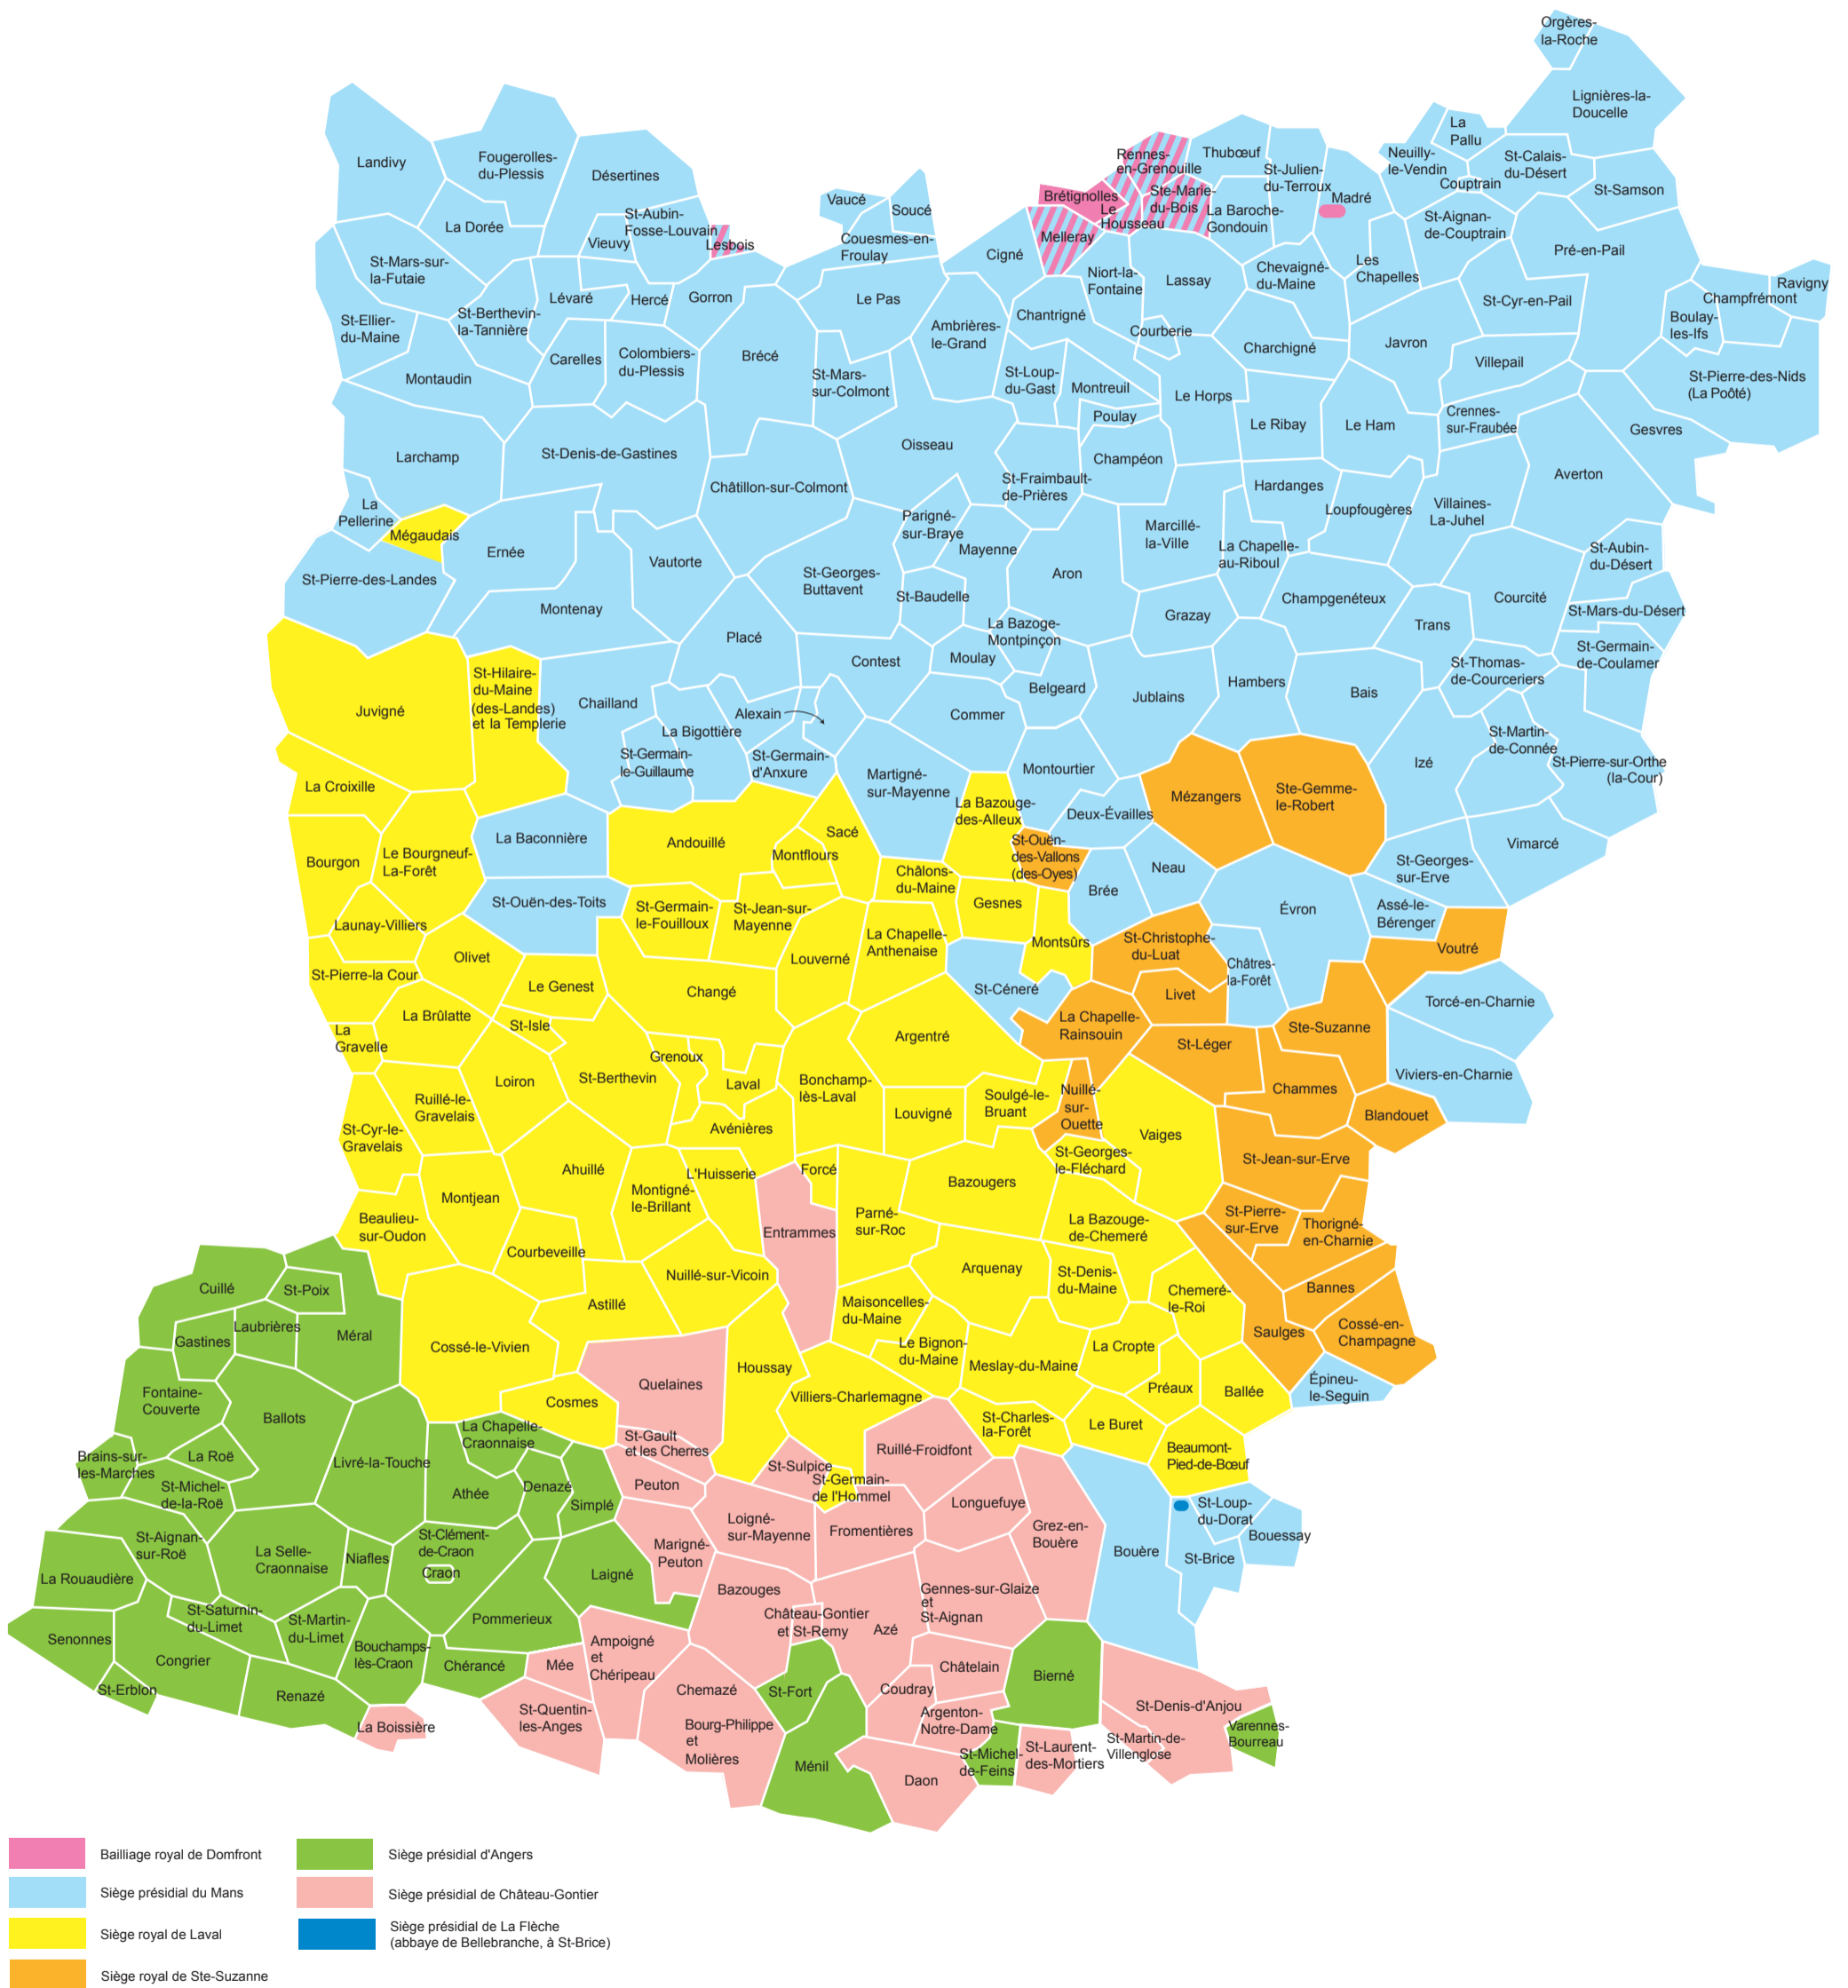 Orgères-
la-Roche
Lignières-la-
Doucelle
La
Pallu
Landivy
Fougerolles-
du-Plessis
Désertines
Rennes-
en-Grenouille
Thubœuf
St-Julien-
du-Terroux
Madré
Neuilly-
le-Vendin
Couptrain
St-Calais-
du-Désert
St-Samson
Vaucé
Soucé
Brétignolles
Le
Housseau
Ste-Marie-
du-Bois
La Baroche-
Gondouin
St-Aignan-
de-Couptrain
La Dorée
Vieuvy
St-Aubin-
Fosse-Louvain
Lesbois
Couesmes-en-
Froulay
Cigné
Melleray
Les
Chapelles
Pré-en-Pail
St-Mars-sur-
la-Futaie
Lévaré
Hercé
Gorron
Le Pas
Niort-la-
Fontaine
Lassay
Chevaigné-
du-Maine
St-Cyr-en-Pail
Ravigny
Champfrémont
Boulay-
les-Ifs
St-Ellier-
du-Maine
St-Berthevin-
la-Tannière
Carelles
Colombiers-
du-Plessis
Brécé
Ambrières-
le-Grand
Chantrigné
Courberie
Charchigné
Javron
Villepail
Montaudin
St-Mars-
sur-Colmont
St-Loup-
du-Gast
Montreuil
Le Horps
St-Pierre-des-Nids
(La Poôté)
Poulay
Le Ribay
Le Ham
Crennes-
sur-Fraubée
Gesvres
Larchamp
St-Denis-de-Gastines
Oisseau
Champéon
Averton
Châtillon-sur-Colmont
St-Fraimbault-
de-Prières
Hardanges
Loupfougères
Villaines-
La-Juhel
La
Pellerine
Mégaudais
Ernée
Vautorte
Parigné-
sur-Braye
Mayenne
Marcillé-
la-Ville
La Chapelle-
au-Riboul
St-Aubin-
du-Désert
St-Pierre-des-Landes
Montenay
St-Georges-
Buttavent
St-Baudelle
Aron
Champgenéteux
Courcité
St-Mars-du-Désert
Grazay
Trans
Placé
Contest
Moulay
La Bazoge-
Montpinçon
St-Germain-
de-Coulamer
St-Thomas-
de-Courceriers
Juvigné
St-Hilaire-
du-Maine
(des-Landes)
et la Templerie
Chailland
La Bigottière
Alexain
Commer
Belgeard
Jublains
Hambers
Bais
St-Germain-
le-Guillaume
St-Germain-
d'Anxure
Martigné-
sur-Mayenne
Montourtier
Izé
St-Martin-
de-Connée
St-Pierre-sur-Orthe
(la-Cour)
La Croixille
La Bazouge-
des-Alleux
Deux-Évailles
Mézangers
Ste-Gemme-
le-Robert
La Baconnière
Andouillé
Montflours
Sacé
Vimarcé
Bourgon
Le Bourgneuf-
La-Forêt
St-Ouën-
des-Vallons
(des-Oyes)
Neau
St-Georges-
sur-Erve
Châlons-
du-Maine
Gesnes
Brée
Évron
Assé-le-
Bérenger
St-Ouën-des-Toits
St-Germain-
le-Fouilloux
St-Jean-sur-
Mayenne
Launay-Villiers
La Chapelle-
Anthenaise
Montsûrs
St-Christophe-
du-Luat
Voutré
Olivet
Louverné
Châtres-
la-Forêt
St-Pierre-la Cour
Le Genest
Changé
St-Céneré
Livet
Torcé-en-Charnie
La
Gravelle
La Brûlatte
St-Isle
Argentré
La Chapelle-
Rainsouin
Ste-Suzanne
St-Léger
Grenoux
Laval
Loiron
St-Berthevin
Bonchamp-
lès-Laval
Chammes
Viviers-en-Charnie
Ruillé-le-
Gravelais
Louvigné
Soulgé-le-
Bruant
Nuillé-
sur-
Ouette
Blandouet
St-Cyr-le-
Gravelais
Avénières
Vaiges
Ahuillé
L'Huisserie
Forcé
St-Georges-
le-Fléchard
St-Jean-sur-Erve
Montjean
Montigné-
le-Brillant
Bazougers
Beaulieu-
sur-Oudon
Courbeveille
Entrammes
Parné-
sur-Roc
La Bazouge-
de-Chemeré
St-Pierre-
sur-Erve
Thorigné-
en-Charnie
Cuillé
St-Poix
Nuillé-sur-Vicoin
Arquenay
St-Denis-
du-Maine
Chemeré-
le-Roi
Bannes
Astillé
Maisoncelles-
du-Maine
Gastines
Laubrières
Méral
Cossé-le-Vivien
Houssay
Le Bignon-
du-Maine
La Cropte
Saulges
Cossé-en-
Champagne
Meslay-du-Maine
Fontaine-
Couverte
Ballots
Cosmes
Quelaines
Villiers-Charlemagne
Préaux
Ballée
Épineu-
le-Seguin
La Chapelle-
Craonnaise
St-Gault
et les Cherres
St-Charles-
la-Forêt
Le Buret
Brains-sur-
les-Marches
La Roë
Livré-la-Touche
Ruillé-Froidfont
Beaumont-
Pied-de-Bœuf
St-Michel-
de-la-Roë
Athée
Denazé
Simplé
Peuton
St-Sulpice
St-Germain-
de l'Hommel
Longuefuye
St-Loup-
du-Dorat
St-Aignan-
sur-Roë
La Selle-
Craonnaise
Niafles
St-Clément-
de-Craon
Craon
Laigné
Marigné-
Peuton
Loigné-
sur-Mayenne
Fromentières
Grez-en-
Bouère
Bouère
St-Brice
Bouessay
La Rouaudière
St-Saturnin-
du-Limet
St-Martin-
du-Limet
Pommerieux
Bazouges
Gennes-sur-Glaize
et
St-Aignan
Château-Gontier
et St-Remy
Azé
Senonnes
Congrier
Bouchamps-
lès-Craon
Chérancé
Mée
Ampoigné
et
Chéripeau
St-Erblon
Renazé
La Boissière
St-Quentin-
les-Anges
Chemazé
Bourg-Philippe
et
Molières
St-Fort
Coudray
Châtelain
Bierné
Argenton-
Notre-Dame
St-Denis-d'Anjou
Varennes-
Bourreau
Ménil
Daon
St-Michel-
de-Feins
St-Laurent-
des-Mortiers
St-Martin-de-
Villenglose
Bailliage royal de Domfront
Siège présidial du Mans
Siège royal de Laval
Siège royal de Ste-Suzanne
Siège présidial d'Angers
Siège présidial de Château-Gontier
Siège présidial de La Flèche
(abbaye de Bellebranche, à St-Brice)